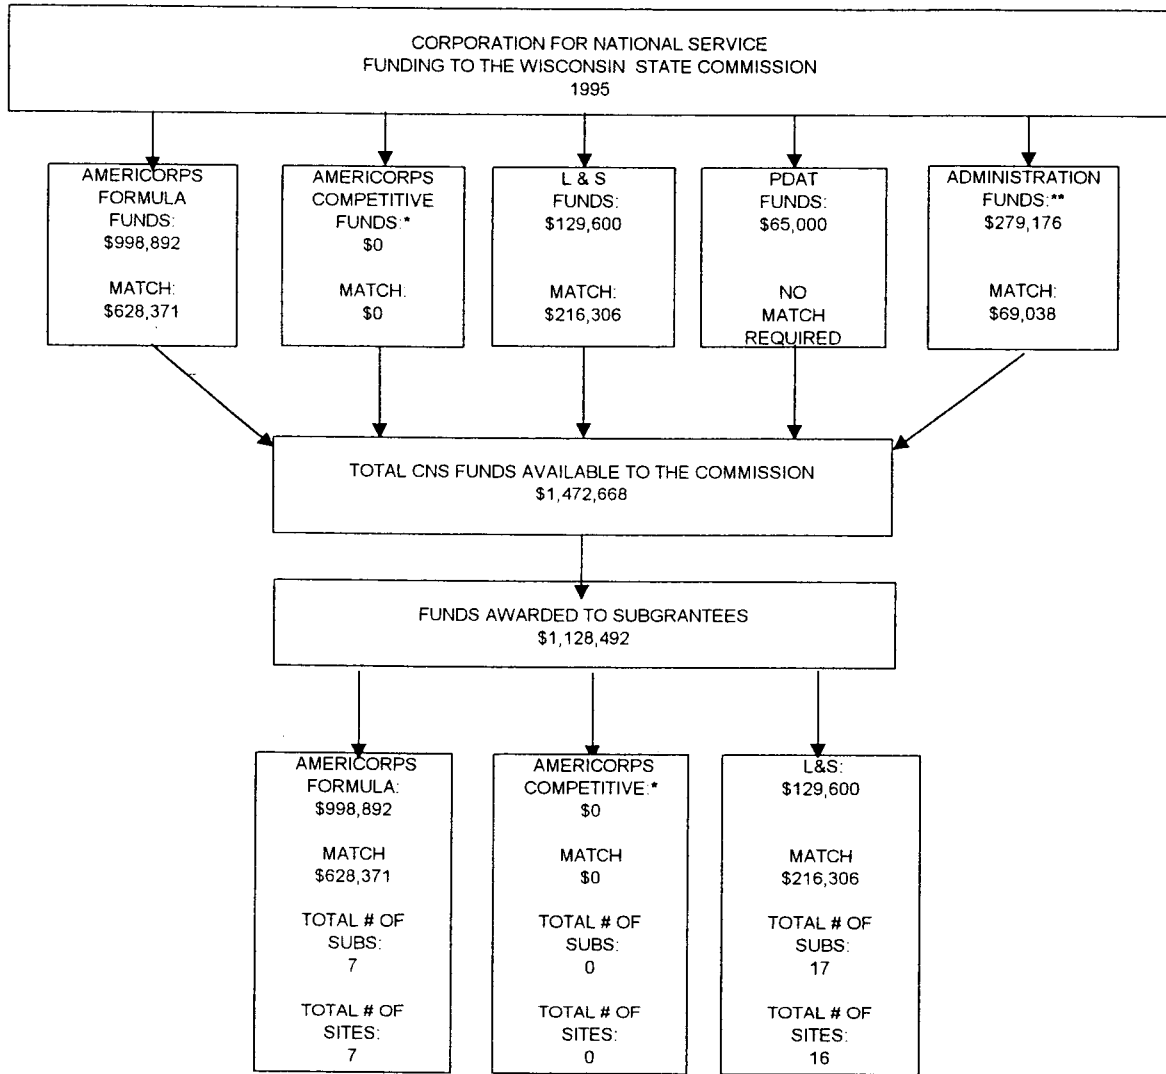 CORPORATION FOR NATIONAL SERVICE
FUNDING TO THE WISCONSIN STATE COMMISSION
1995
AMERICORPS
FORMULA
FUNDS:
$998,892
MATCH:
$628,371
AMERICORPS
COMPETITIVE
FUNDS:*
$0
MATCH:
$0
L & S
FUNDS:
$129,600
MATCH:
$216,306
PDAT
FUNDS:
$65,000
NO
MATCH
REQUIRED
ADMINISTRATION
FUNDS:**
$279,176
MATCH:
$69,038
TOTAL CNS FUNDS AVAILABLE TO THE COMMISSION
$1,472,668
FUNDS AWARDED TO SUBGRANTEES
$1,128,492
AMERICORPS
FORMULA:
$998,892
MATCH
$628,371
TOTAL # OF
SUBS:
7
TOTAL # OF
SITES:
7
AMERICORPS
COMPETITIVE:*
$0
MATCH
$0
TOTAL # OF
SUBS:
0
TOTAL # OF
SITES:
0
L&S:
$129,600
MATCH
$216,306
TOTAL # OF
SUBS:
17
TOTAL # OF
SITES:
16